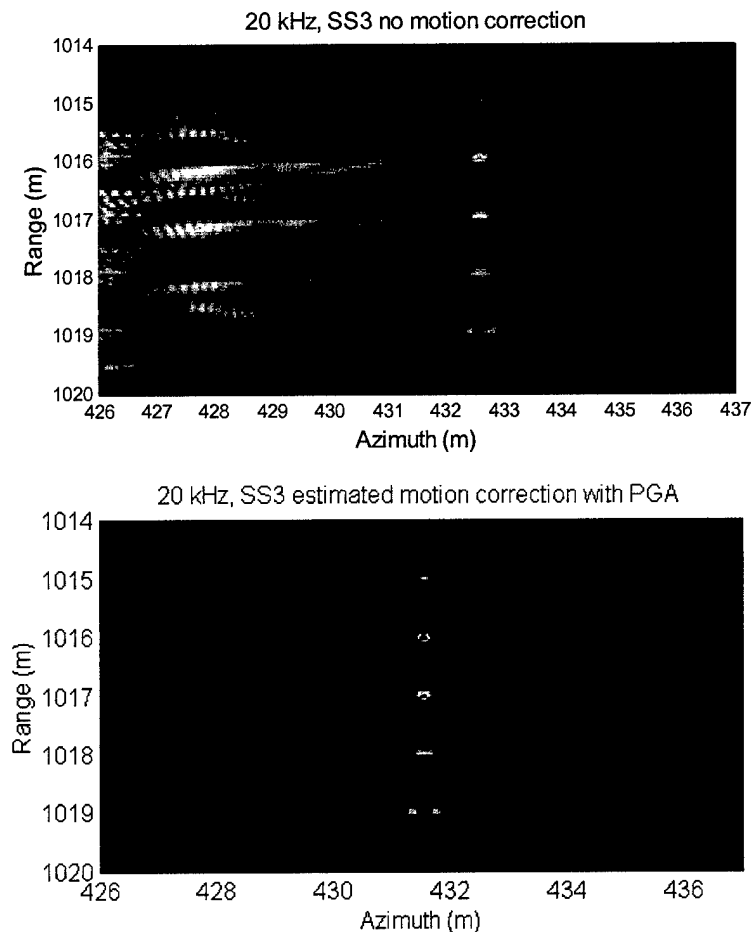 20 kHz, SS3 no motion correction
1014
1015
1016
1017
1018
1019
1020
Range (m)
426 427 428 429 430 431 432 433 434 435 436 437
Azimuth (m)
20 kHz, SS3 estimated motion correction with PGA
1014
1015
1016
1017
1018
1019
1020
Range (m)
426 428 430 432 434 436
Azimuth (m)